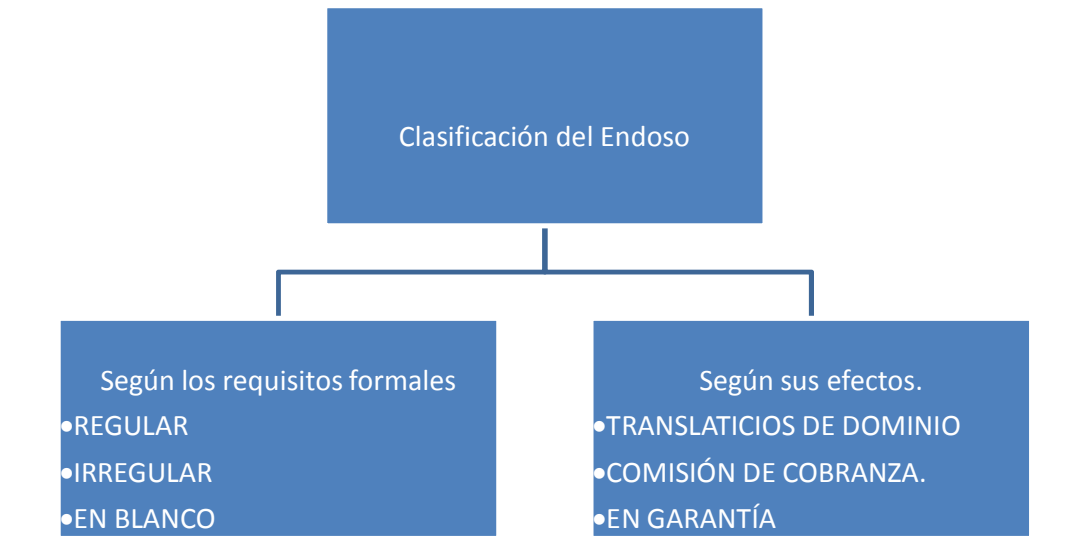 Clasificación del Endoso
Según los requisitos formales
•REGULAR
•IRREGULAR
•EN BLANCO
Según sus efectos.
•TRANSLATICIOS DE DOMINIO
•COMISIÓN DE COBRANZA.
•EN GARANTÍA